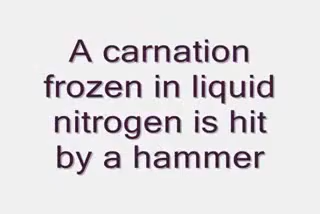 A carnation
frozen in liquid
nitrogen is hit
by a hammer